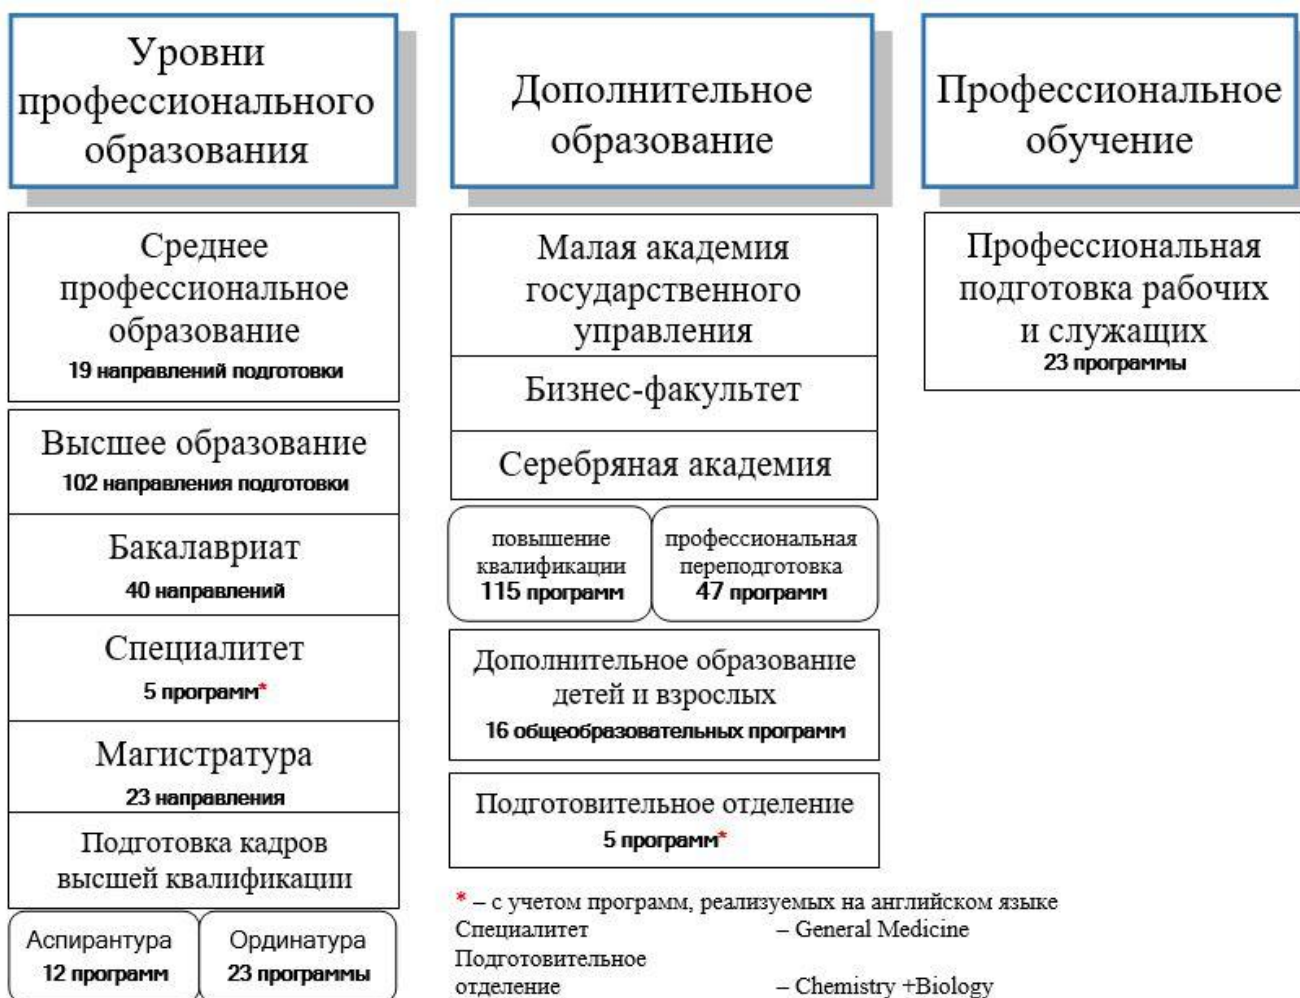 Уровни
профессионального
образования
Среднее
профессиональное
образование
19 направлений подготовки
Высшее образование
102 направления подготовки
Бакалавриат
40 направлений
Специалитет
5 программ*
Магистратура
23 направления
Подготовка кадров
высшей квалификации
Аспирантура
12 программ
Ординатура
23 программы
Дополнительное
образование
Малая академия
государственного
управления
Бизнес-факультет
Серебряная академия
повышение
квалификации
115 программ
профессиональная
переподготовка
47 программ
Дополнительное образование
детей и взрослых
16 общеобразовательных программ
Подготовительное отделение
5 программ*
* – с учетом программ, реализуемых на английском языке
Специалитет – General Medicine
Подготовительное
отделение – Chemistry +Biology
Профессиональное
обучение
Профессиональная
подготовка рабочих
и служащих
23 программы